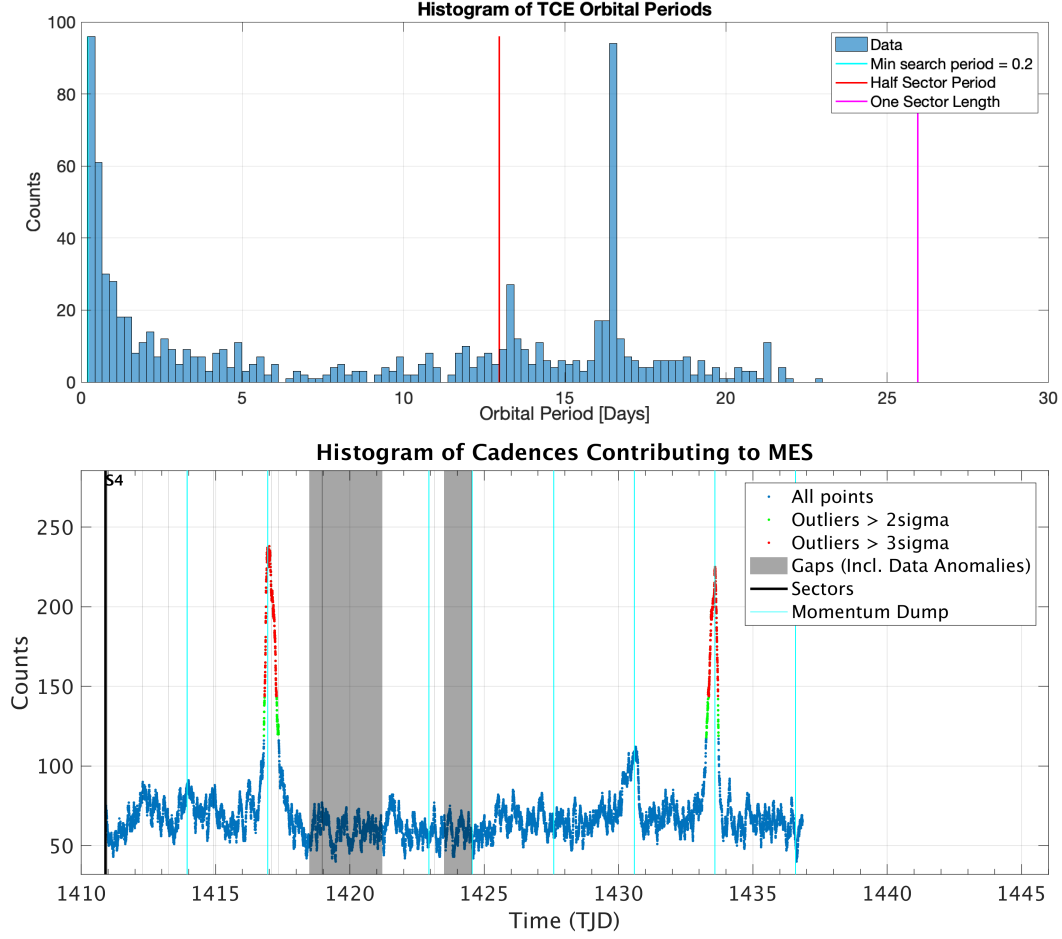 Histogram of TCE Orbital Periods
100
80
60
40
20
0
Counts
Data
Min search period = 0.2
Half Sector Period
One Sector Length
0 5 10 15 20 25 30
Orbital Period [Days]
Histogram of Cadences Contributing to MES
S4
250
200
150
100
50
Counts
All points
Outliers > 2sigma
Outliers > 3sigma
Gaps (Incl. Data Anomalies)
Sectors
Momentum Dump
1410 1415 1420 1425 1430 1435 1440 1445
Time (TJD)